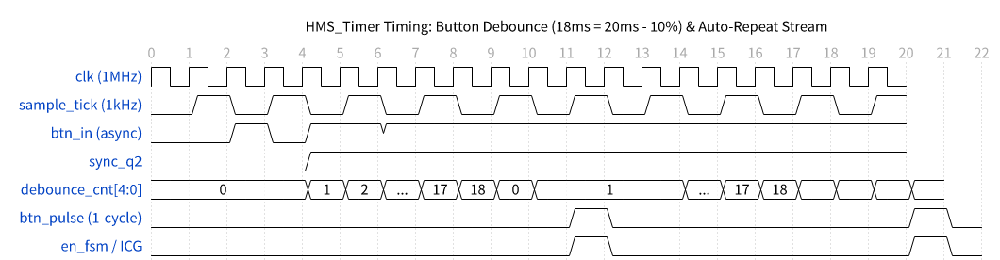 HMS_Timer Timing: Button Debounce (18ms = 20ms - 10%) & Auto-Repeat Stream
0 1 2 3 4 5 6 7 8 9 10 11 12 13 14 15 16 17 18 19 20 21 22
clk (1MHz)
sample_tick (1kHz)
btn_in (async)
sync_q2
debounce_cnt[4:0] 0 1 2 ... 17 18 0 1 ... 17 18
btn_pulse (1-cycle)
en_fsm / ICG